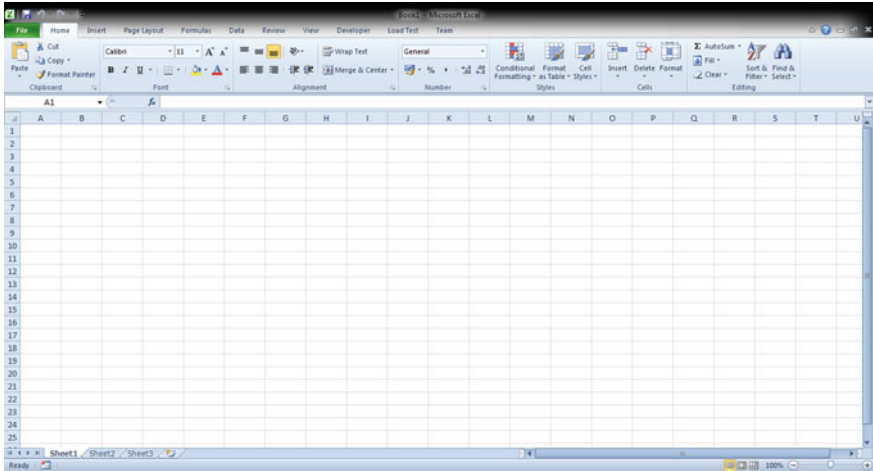 Book1 - Microsoft Excel
File Home Insert Page Layout Formulas Data Review View Developer Load Test Team
Paste
Cut
Copy
Format Painter
Clipboard
Calibri 11 A A
B I U A
Font
Wrap Text
Merge & Center
Alignment
General
% ,
Number
Conditional Formatting
Format as Table
Cell Styles
Styles
Insert Delete Format
Cells
Σ AutoSum
Fill
Clear
Sort & Filter
Find & Select
Editing
A1 fx
A B C D E F G H I J K L M N O P Q R S T U
1
2
3
4
5
6
7
8
9
10
11
12
13
14
15
16
17
18
19
20
21
22
23
24
25
Sheet1 Sheet2 Sheet3
Ready 100%